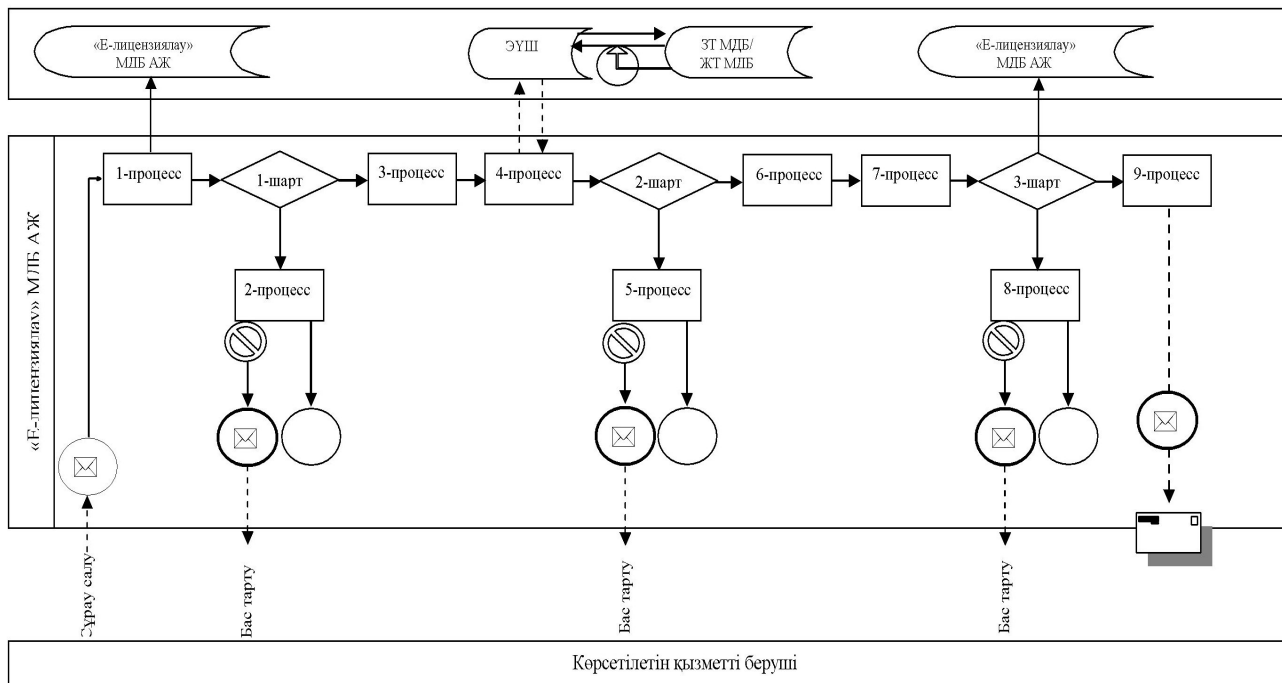 «Е-лицензиялау»
МДБ АЖ
ЭҮШ
ЗТ МДБ/
ЖТ МДБ
«Е-лицензиялау»
МДБ АЖ
1-процесс
1-шарт
3-процесс
4-процесс
2-шарт
6-процесс
7-процесс
3-шарт
9-процесс
2-процесс
5-процесс
8-процесс
«Е-лицензиялау» МДБ АЖ
Сұрау салу-
Бас тарту
Бас тарту
Бас тарту
Көрсетілетін қызметті беруші